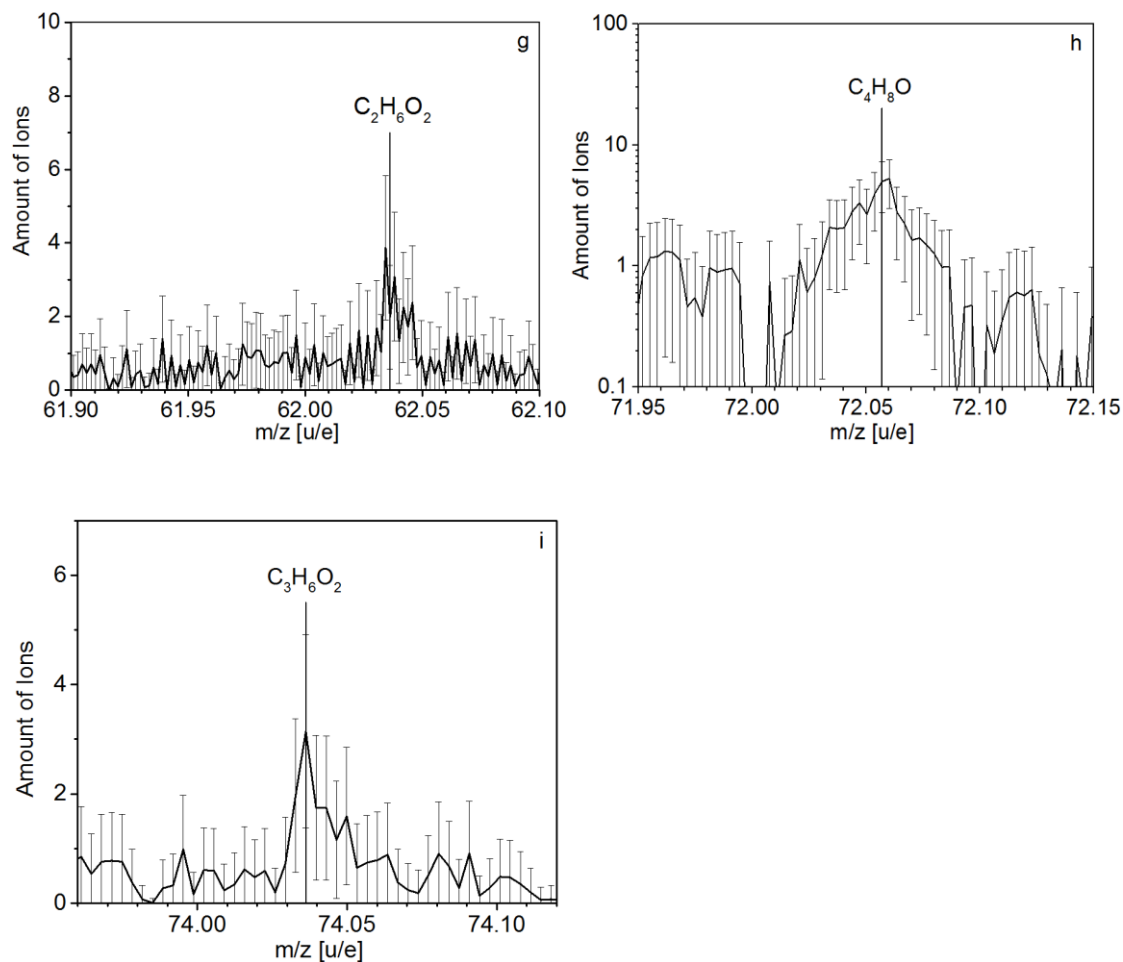 g
C₂H₆O₂
Amount of Ions
10
8
6
4
2
0
61.90 61.95 62.00 62.05 62.10
m/z [u/e]
h
C₄H₈O
Amount of Ions
100
10
1
0.1
71.95 72.00 72.05 72.10 72.15
m/z [u/e]
i
C₃H₆O₂
Amount of Ions
6
4
2
0
74.00 74.05 74.10
m/z [u/e]